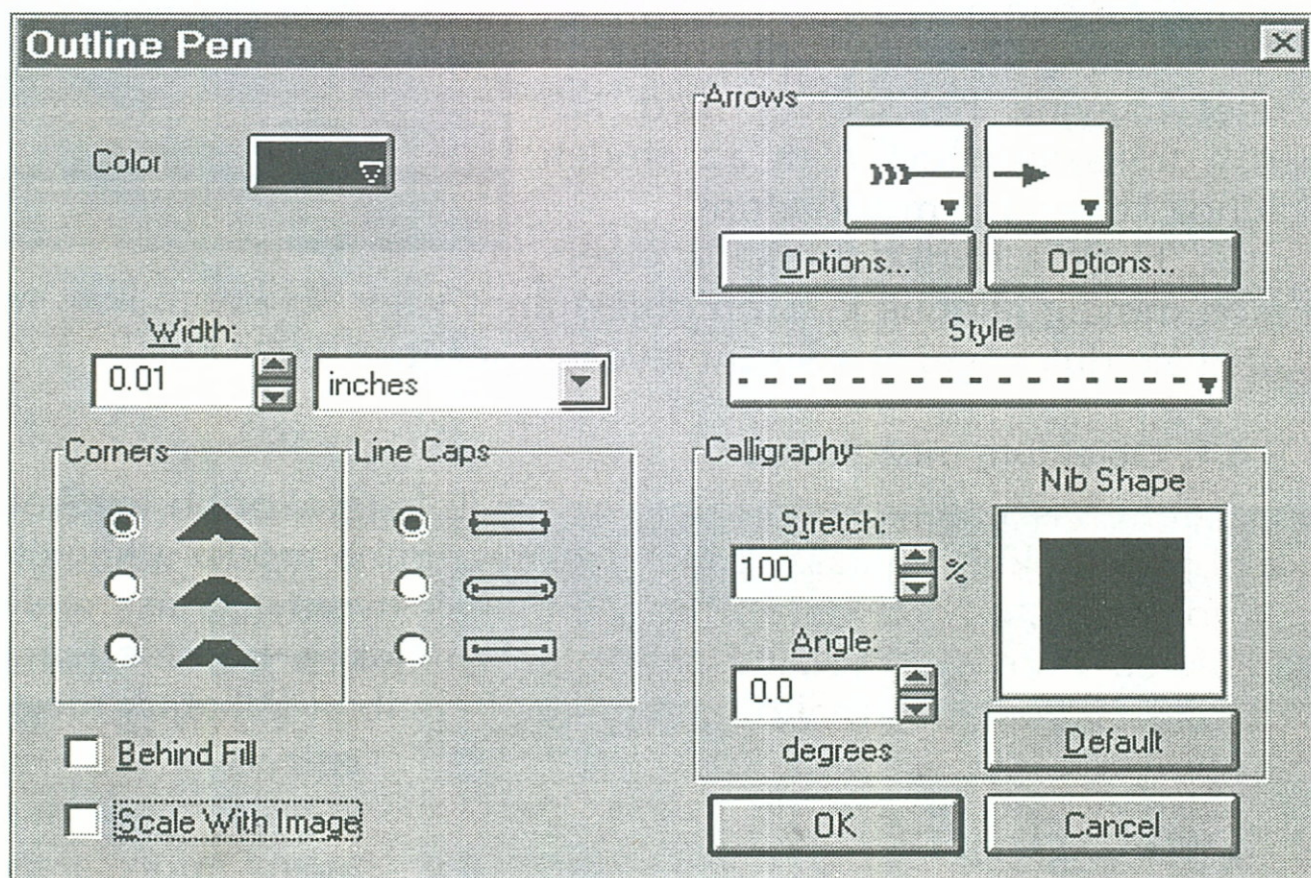 Outline Pen
Color
Arrows
Options...
Options...
Width:
0.01
inches
Style
Corners
Line Caps
Calligraphy
Nib Shape
Stretch:
100
%
Angle:
0.0
degrees
Default
Behind Fill
Scale With Image
OK
Cancel